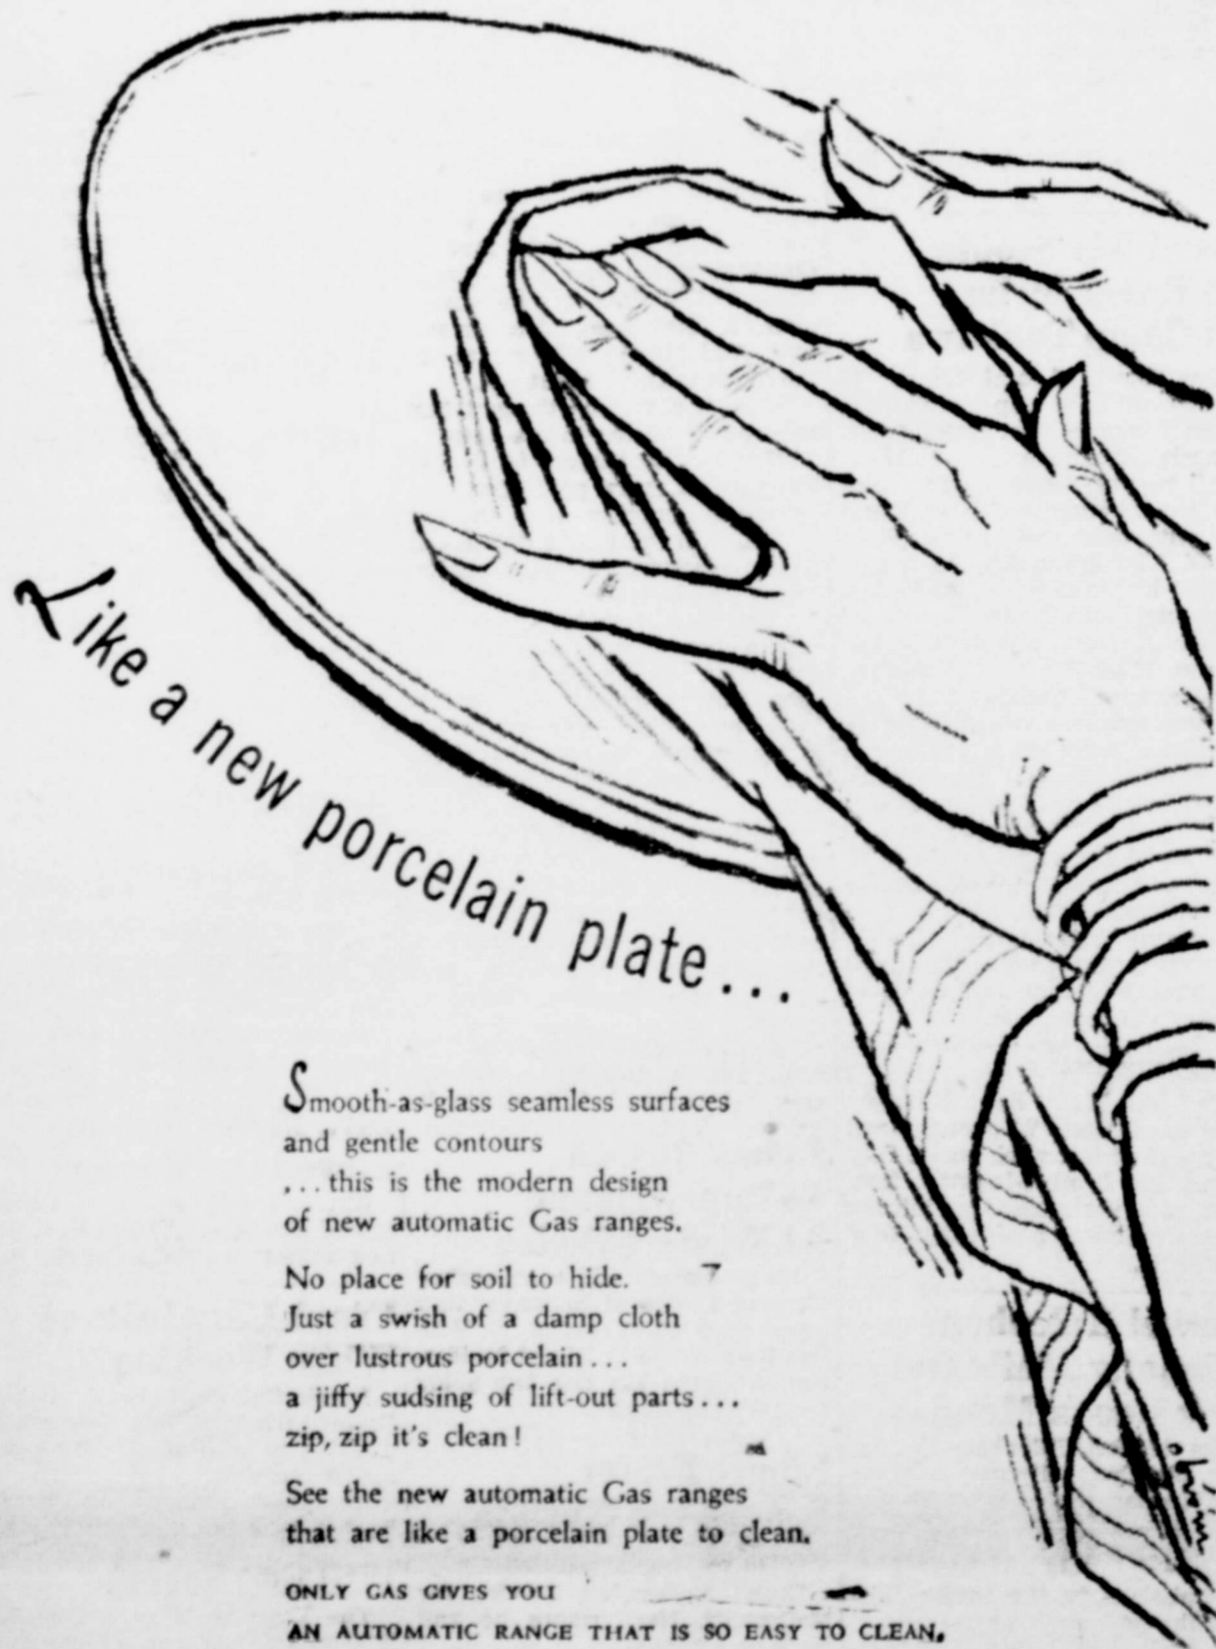 Like a new porcelain plate...
Smooth-as-glass seamless surfaces
and gentle contours
...this is the modern design
of new automatic Gas ranges.
No place for soil to hide.
Just a swish of a damp cloth
over lustrous porcelain...
a jiffy sudsing of lift-out parts...
zip, zip it's clean!
See the new automatic Gas ranges
that are like a porcelain plate to clean.
ONLY GAS GIVES YOU
AN AUTOMATIC RANGE THAT IS SO EASY TO CLEAN.